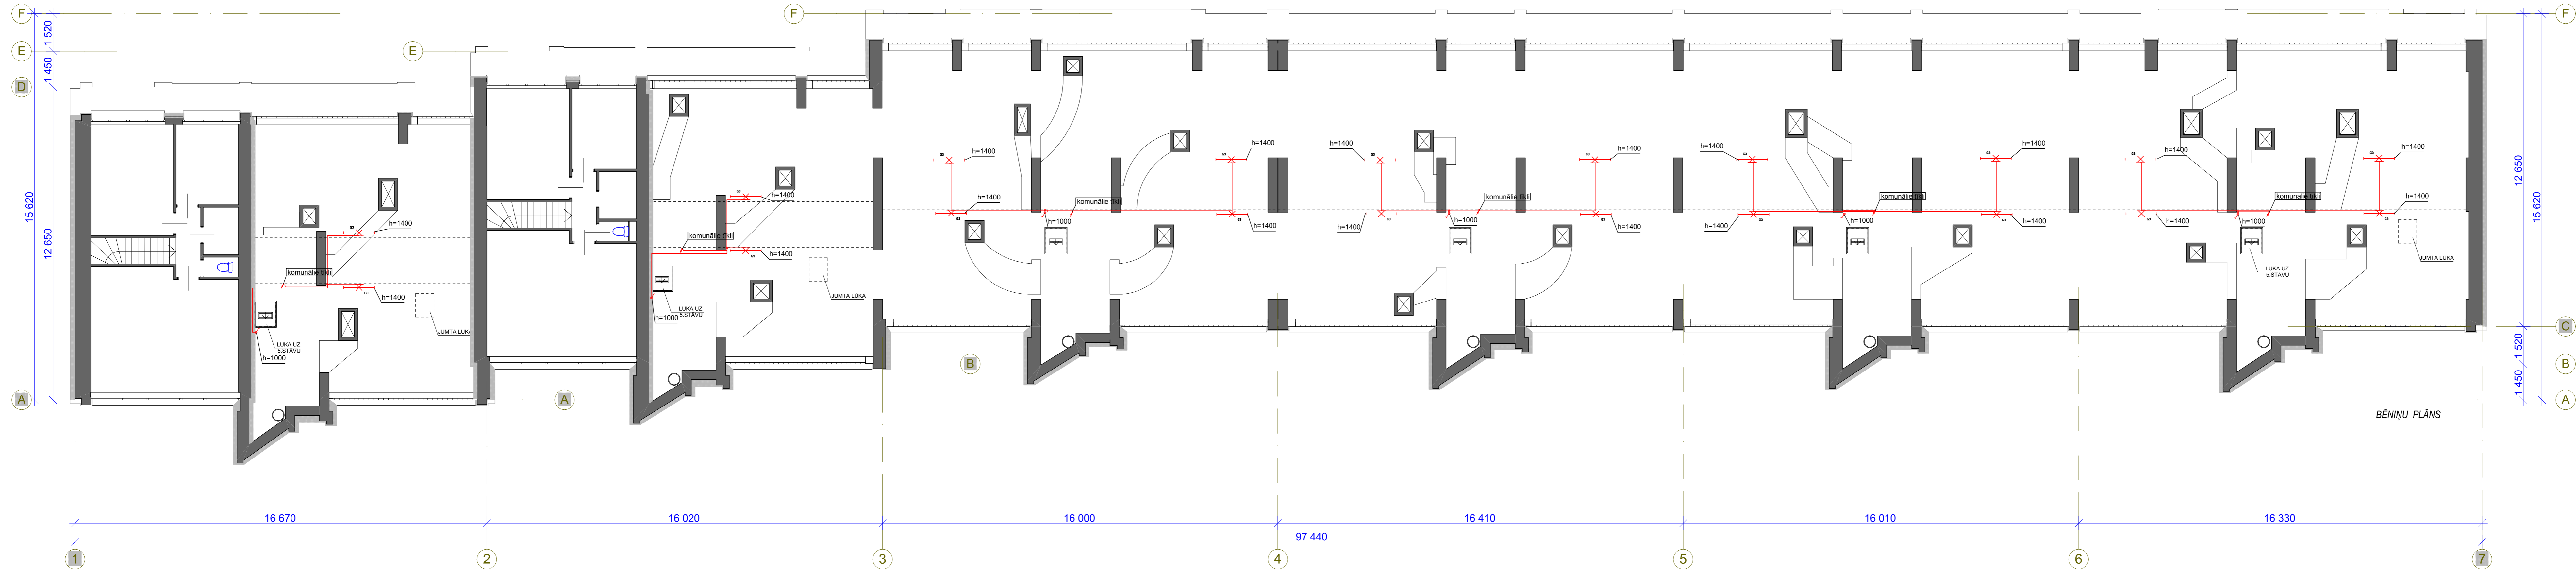 F
F
F
E
E
D
1 520
1 450
15 620
12 650
12 650
15 620
h=1400
h=1400
h=1400
h=1400
h=1400
h=1400
h=1400
h=1400
h=1400
h=1400
komunālie tīkli
h=1000
h=1400
h=1400
komunālie tīkli
h=1000
h=1400
h=1400
komunālie tīkli
h=1000
h=1400
h=1400
komunālie tīkli
h=1000
h=1400
h=1400
komunālie tīkli
h=1400
h=1400
komunālie tīkli
h=1400
LŪKA UZ
5.STĀVU
h=1000
JUMTA LŪKA
LŪKA UZ
5.STĀVU
h=1000
JUMTA LŪKA
LŪKA UZ
5.STĀVU
JUMTA LŪKA
C
B
B
1 520
1 450
A
A
A
BĒNIŅU PLĀNS
16 670
16 020
16 000
16 410
16 010
16 330
97 440
1
2
3
4
5
6
7